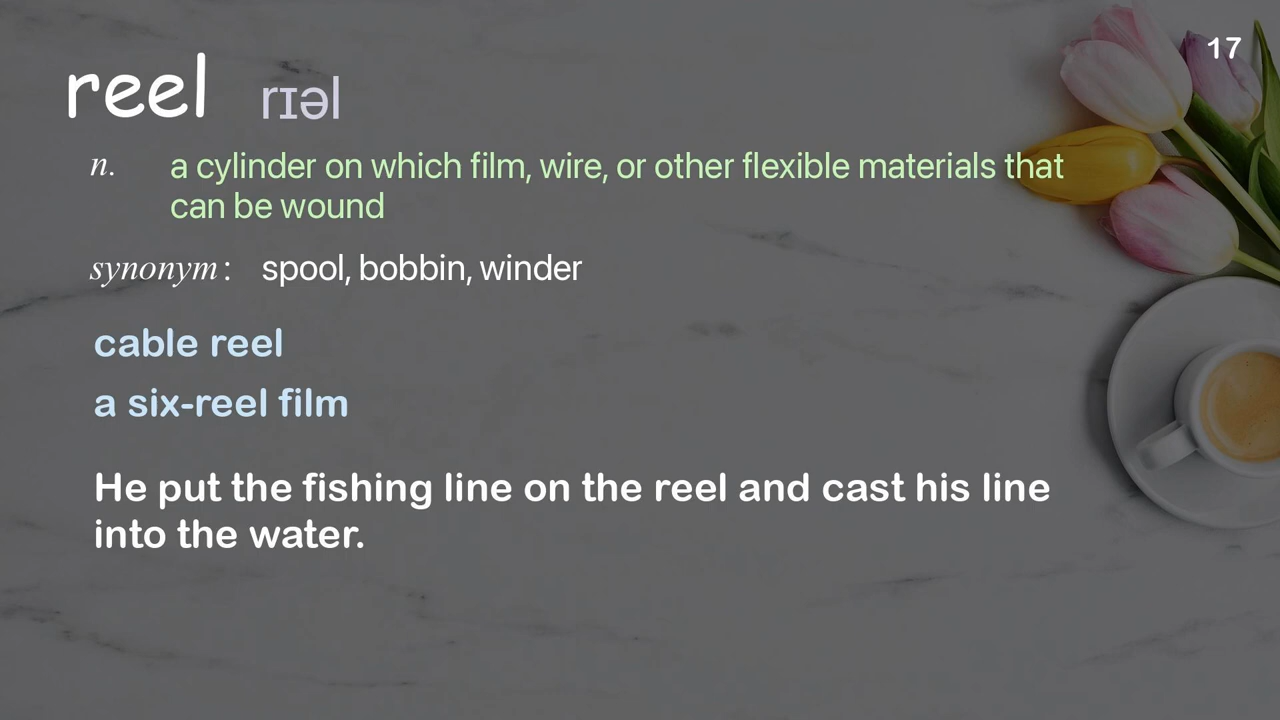 17
reel rɪəl
n. a cylinder on which film, wire, or other flexible materials that
can be wound
synonym: spool, bobbin, winder
cable reel
a six-reel film
He put the fishing line on the reel and cast his line
into the water.